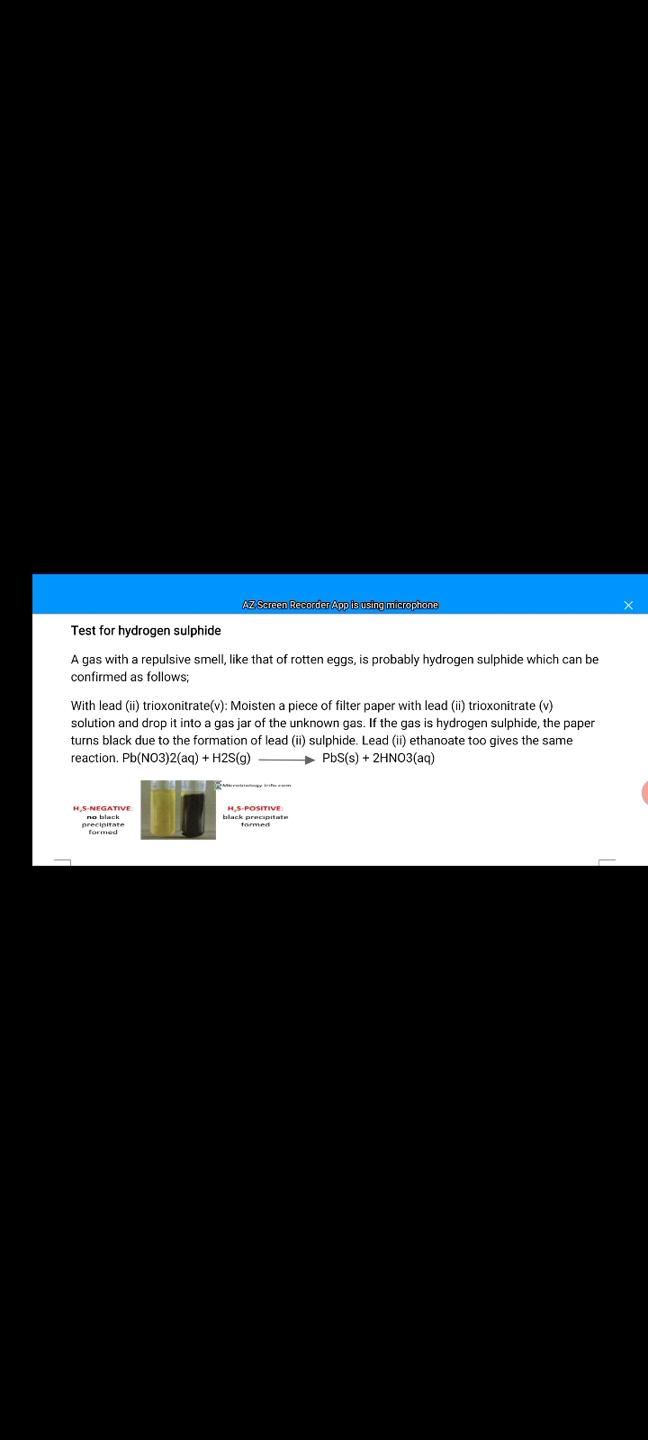 AZ Screen Recorder App is using microphone
Test for hydrogen sulphide
A gas with a repulsive smell, like that of rotten eggs, is probably hydrogen sulphide which can be
confirmed as follows;
With lead (ii) trioxonitrate(v): Moisten a piece of filter paper with lead (ii) trioxonitrate (v)
solution and drop it into a gas jar of the unknown gas. If the gas is hydrogen sulphide, the paper
turns black due to the formation of lead (ii) sulphide. Lead (ii) ethanoate too gives the same
reaction. Pb(NO3)2(aq) + H2S(g) ⟶ PbS(s) + 2HNO3(aq)
Microbiology info.com
H₂S-NEGATIVE:
no black
precipitate
formed
H₂S-POSITIVE:
black precipitate
formed